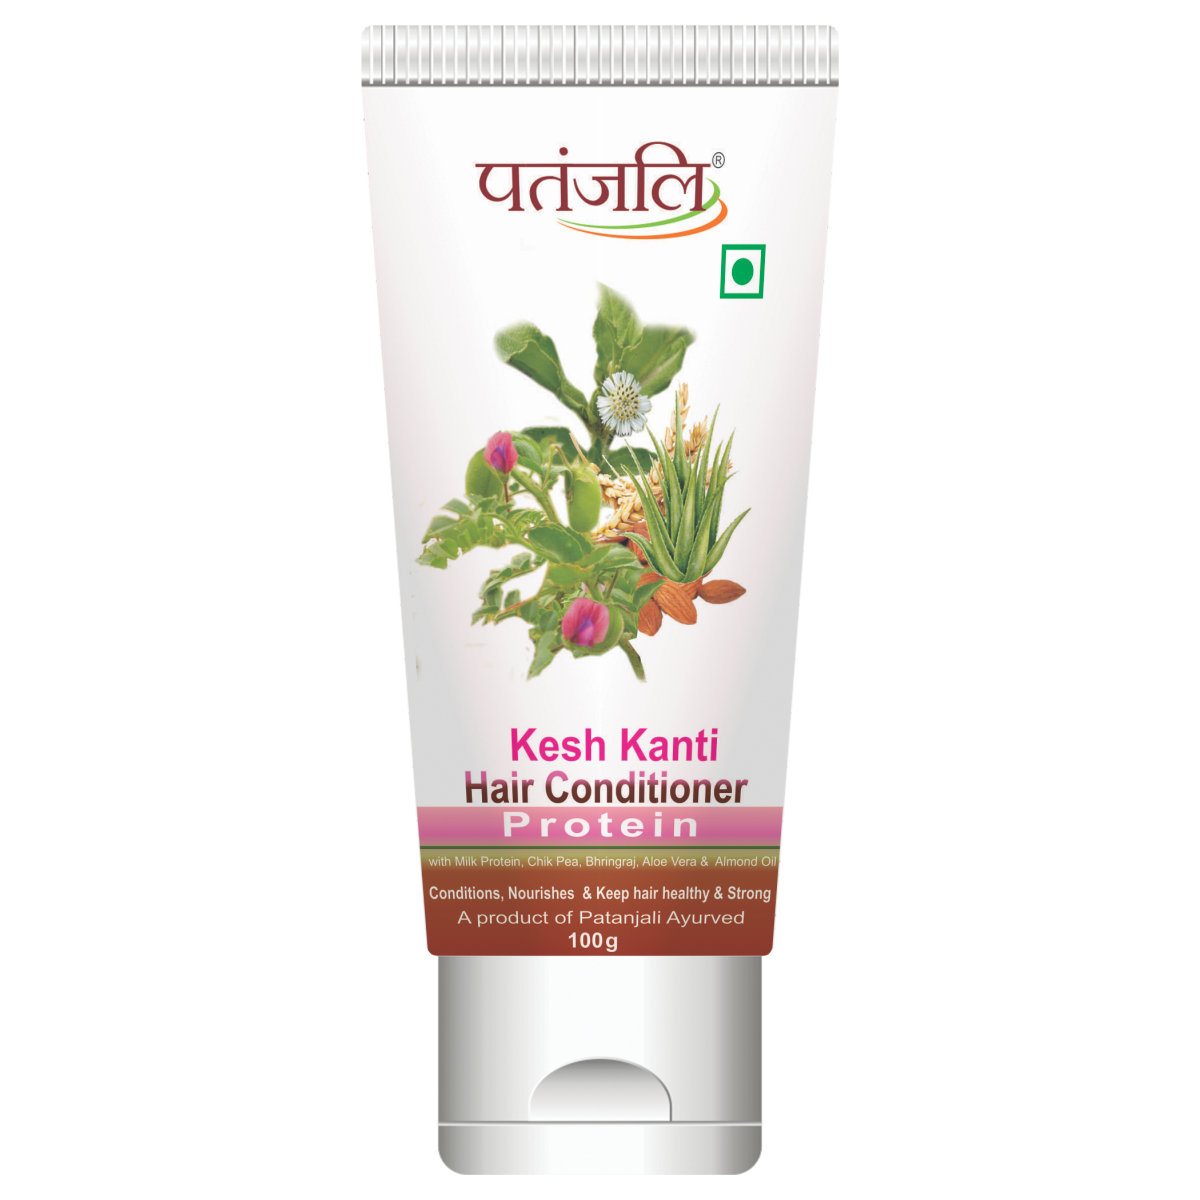 पतंजलि®
Kesh Kanti
Hair Conditioner
Protein
with Milk Protein, Chik Pea, Bhringraj, Aloe Vera & Almond Oil
Conditions, Nourishes & Keep hair healthy & Strong
A product of Patanjali Ayurved
100g